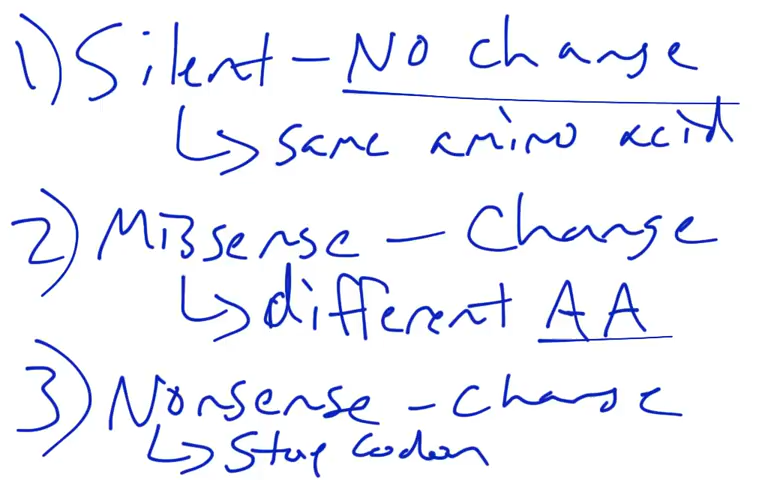 1) Silent - No change
↳ same amino acid
2) Missense - Change
↳ different AA
3) Nonsense - change
↳ stop codon